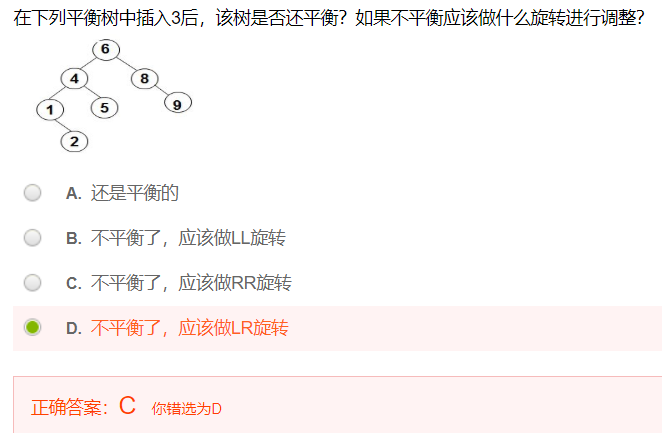 在下列平衡树中插入3后，该树是否还平衡？如果不平衡应该做什么旋转进行调整？
6
4 8
1 5 9
2
A. 还是平衡的
B. 不平衡了，应该做LL旋转
C. 不平衡了，应该做RR旋转
D. 不平衡了，应该做LR旋转
正确答案：C 你错选为D